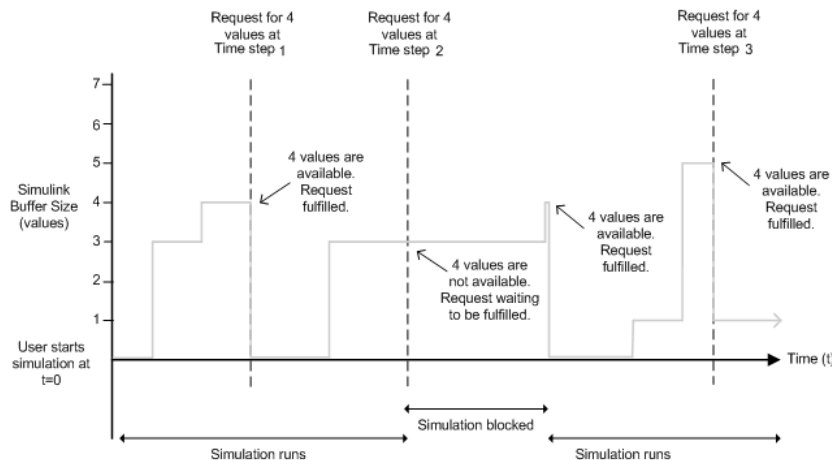 Request for 4
values at
Time step 1
Request for 4
values at
Time step 2
Request for 4
values at
Time step 3
7
6
5
4
3
2
1
Simulink
Buffer Size
(values)
4 values are
available.
Request
fulfilled.
4 values are
not available.
Request waiting
to be fulfilled.
4 values are
available.
Request
fulfilled.
4 values are
available.
Request
fulfilled.
User starts
simulation at
t=0
Time (t)
Simulation blocked
Simulation runs
Simulation runs